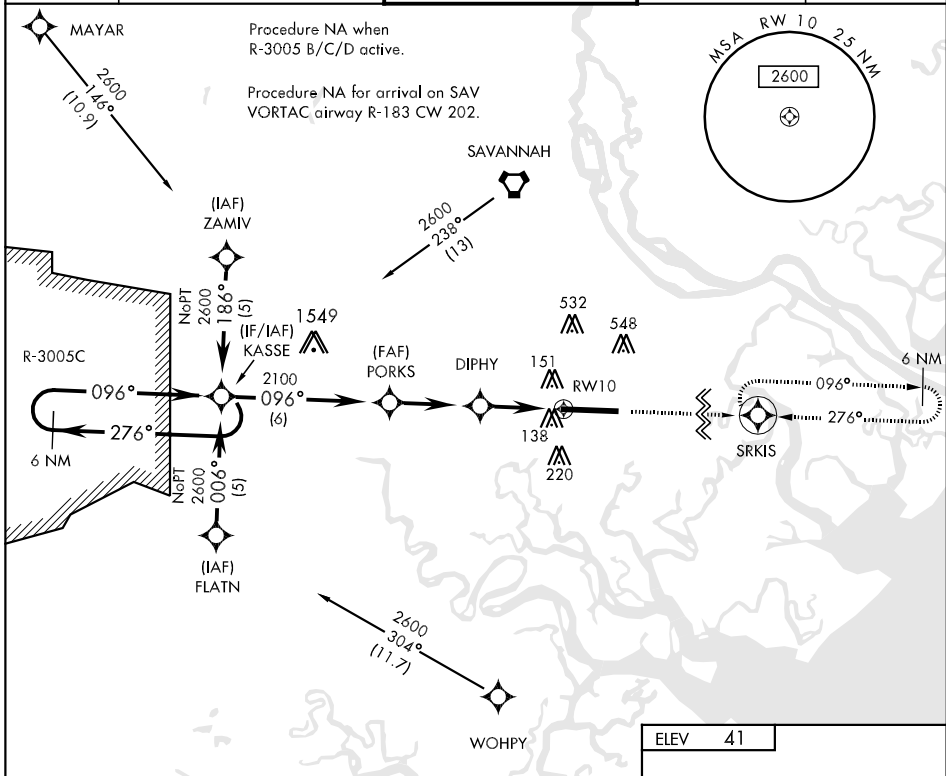 MAYAR
2600
146°
(10.9)
Procedure NA when
R-3005 B/C/D active.
Procedure NA for arrival on SAV
VORTAC airway R-183 CW 202.
MSA RW 10 25 NM
2600
SAVANNAH
2600
238°
(13)
(IAF)
ZAMIV
NoPT
2600
186°
(5)
(IF/IAF)
KASSE
1549
R-3005C
096°
276°
6 NM
2100
096°
(6)
(FAF)
PORKS
DIPHY
532
548
151
RW10
138
220
6 NM
096°
276°
SRKIS
NoPT
2600
006°
(5)
(IAF)
FLATN
2600
304°
(11.7)
WOHPY
ELEV 41